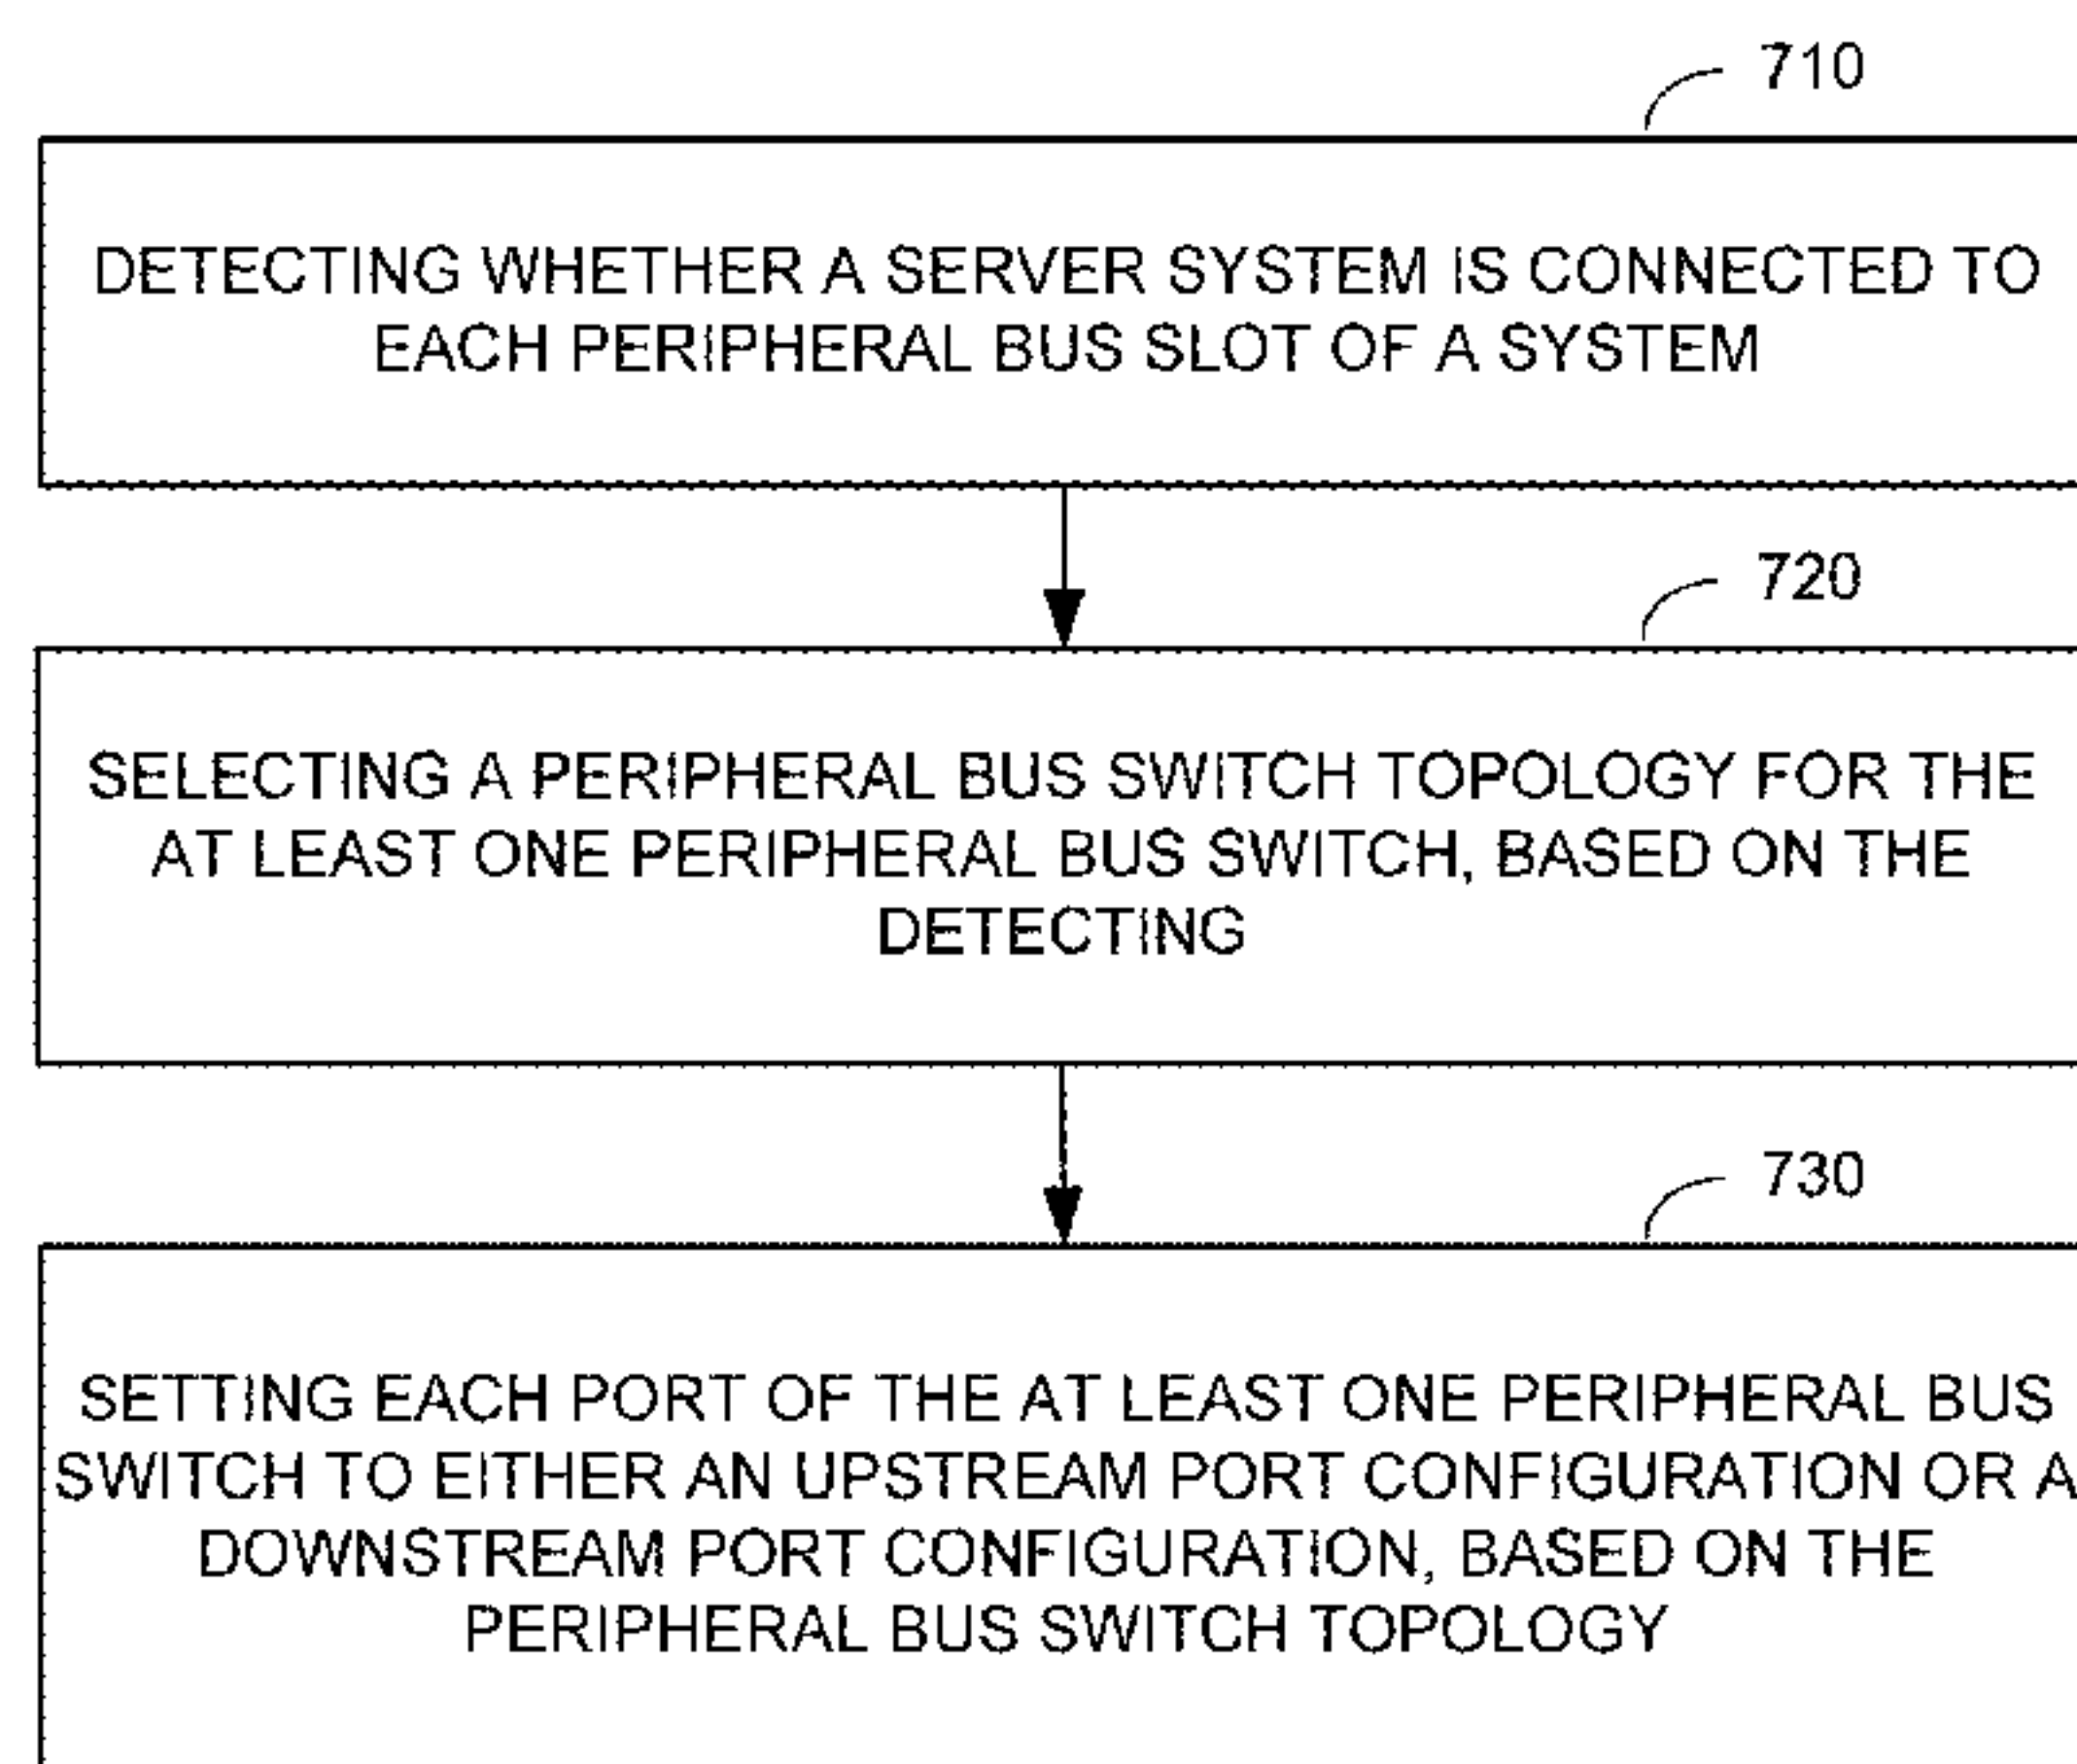 710
DETECTING WHETHER A SERVER SYSTEM IS CONNECTED TO
EACH PERIPHERAL BUS SLOT OF A SYSTEM
720
SELECTING A PERIPHERAL BUS SWITCH TOPOLOGY FOR THE
AT LEAST ONE PERIPHERAL BUS SWITCH, BASED ON THE
DETECTING
730
SETTING EACH PORT OF THE AT LEAST ONE PERIPHERAL BUS
SWITCH TO EITHER AN UPSTREAM PORT CONFIGURATION OR A
DOWNSTREAM PORT CONFIGURATION, BASED ON THE
PERIPHERAL BUS SWITCH TOPOLOGY